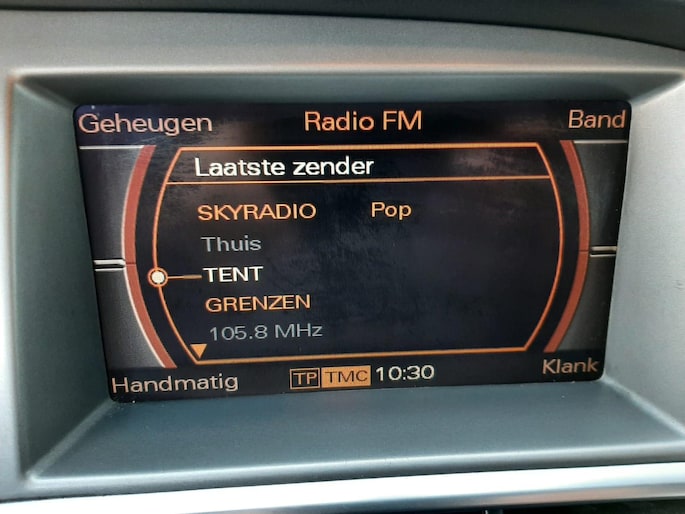 Geheugen Radio FM Band
Laatste zender
SKYRADIO Pop
Thuis
TENT
GRENZEN
105.8 MHz
Handmatig TP TMC 10:30 Klank